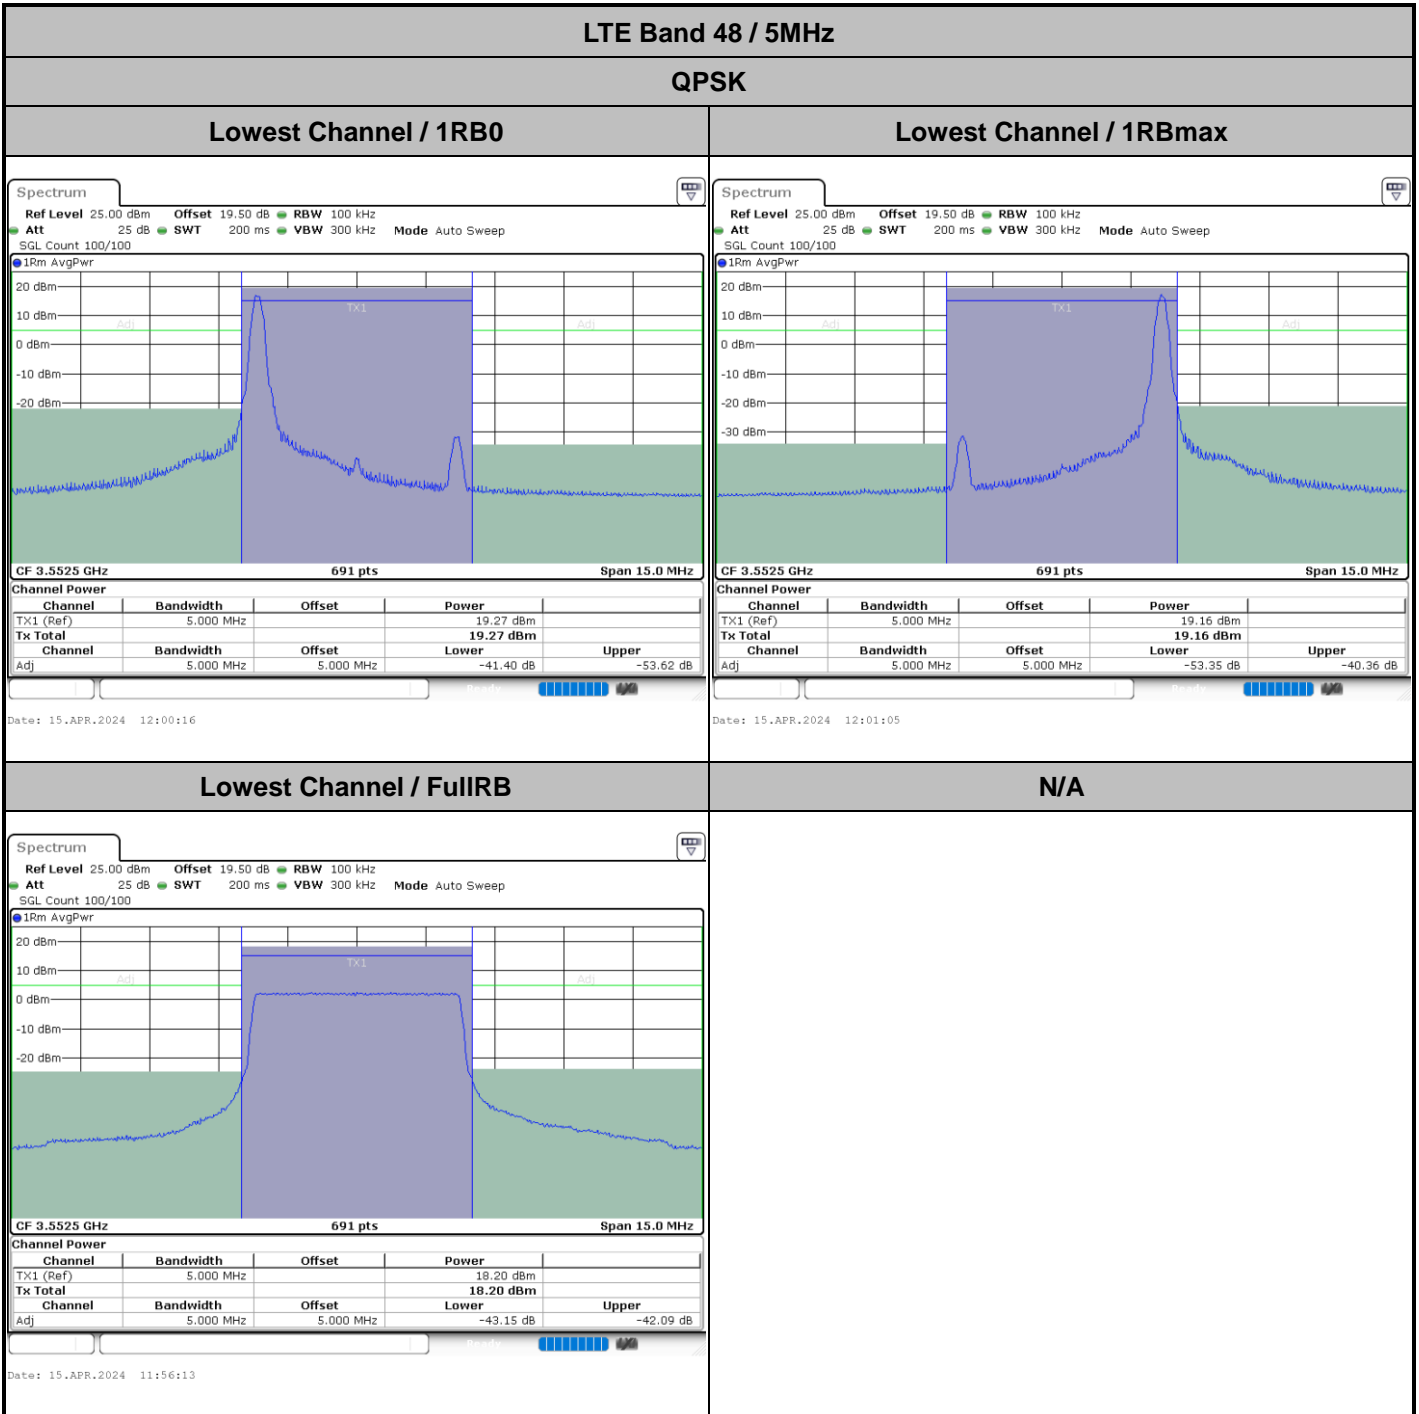 LTE Band 48 / 5MHz
QPSK
Lowest Channel / 1RB0
Lowest Channel / 1RBmax
Spectrum
Ref Level 25.00 dBm Offset 19.50 dB RBW 100 kHz
Att 25 dB SWT 200 ms VBW 300 kHz Mode Auto Sweep
SGL Count 100/100
1Rm AvgPwr
20 dBm
10 dBm
0 dBm
-10 dBm
-20 dBm
Adj
TX1
Adj
CF 3.5525 GHz 691 pts Span 15.0 MHz
Channel Power
Channel Bandwidth Offset Power
TX1 (Ref) 5.000 MHz 19.27 dBm
Tx Total 19.27 dBm
Channel Bandwidth Offset Lower Upper
Adj 5.000 MHz 5.000 MHz -41.40 dB -53.62 dB
Ready
Date: 15.APR.2024 12:00:16
Spectrum
Ref Level 25.00 dBm Offset 19.50 dB RBW 100 kHz
Att 25 dB SWT 200 ms VBW 300 kHz Mode Auto Sweep
SGL Count 100/100
1Rm AvgPwr
20 dBm
10 dBm
0 dBm
-10 dBm
-20 dBm
-30 dBm
Adj
TX1
Adj
CF 3.5525 GHz 691 pts Span 15.0 MHz
Channel Power
Channel Bandwidth Offset Power
TX1 (Ref) 5.000 MHz 19.16 dBm
Tx Total 19.16 dBm
Channel Bandwidth Offset Lower Upper
Adj 5.000 MHz 5.000 MHz -53.35 dB -40.36 dB
Ready
Date: 15.APR.2024 12:01:05
Lowest Channel / FullRB
N/A
Spectrum
Ref Level 25.00 dBm Offset 19.50 dB RBW 100 kHz
Att 25 dB SWT 200 ms VBW 300 kHz Mode Auto Sweep
SGL Count 100/100
1Rm AvgPwr
20 dBm
10 dBm
0 dBm
-10 dBm
-20 dBm
Adj
TX1
Adj
CF 3.5525 GHz 691 pts Span 15.0 MHz
Channel Power
Channel Bandwidth Offset Power
TX1 (Ref) 5.000 MHz 18.20 dBm
Tx Total 18.20 dBm
Channel Bandwidth Offset Lower Upper
Adj 5.000 MHz 5.000 MHz -43.15 dB -42.09 dB
Ready
Date: 15.APR.2024 11:56:13